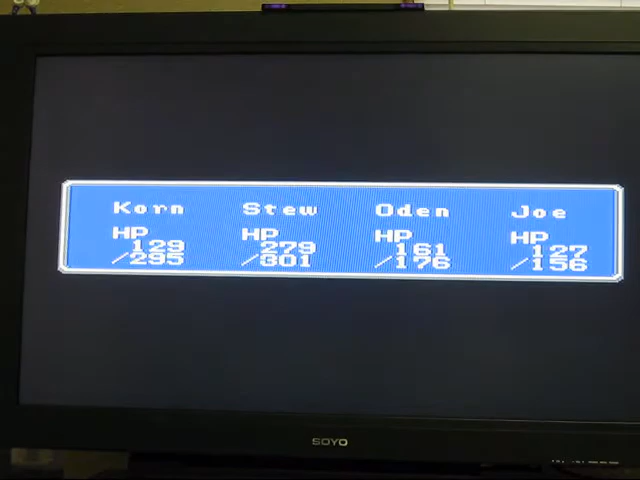 Korn Stew Oden Joe
HP HP HP HP
129 279 161 127
/295 /301 /176 /156
SOYO